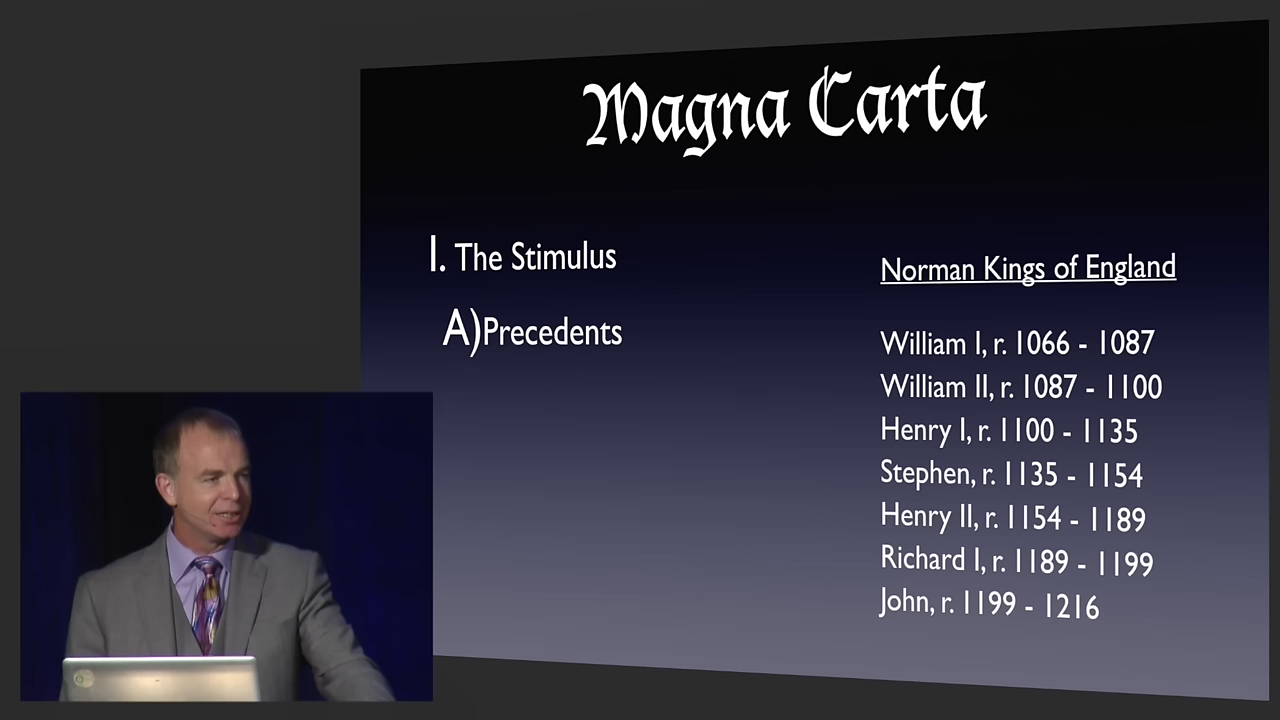 Magna Carta
I. The Stimulus
A)Precedents
Norman Kings of England
William I, r. 1066 - 1087
William II, r. 1087 - 1100
Henry I, r. 1100 - 1135
Stephen, r. 1135 - 1154
Henry II, r. 1154 - 1189
Richard I, r. 1189 - 1199
John, r. 1199 - 1216